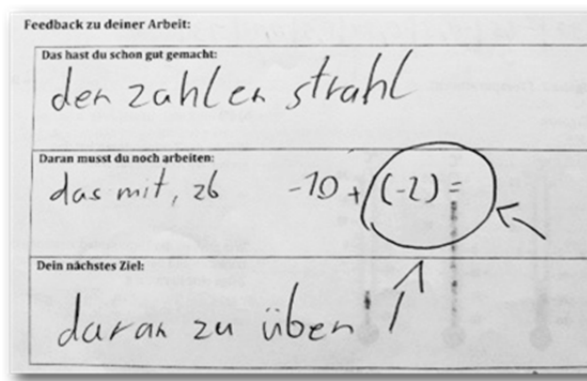 Feedback zu deiner Arbeit:
Das hast du schon gut gemacht:
den zahlen strahl
Daran musst du noch arbeiten:
das mit, zb -10 + (-2) =
Dein nächstes Ziel:
daran zu üben